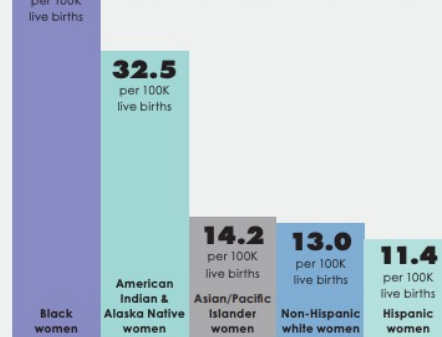 per 100K
live births
32.5
per 100K
live births
14.2
per 100K
live births
13.0
per 100K
live births
11.4
per 100K
live births
Black
women
American
Indian &
Alaska Native
women
Asian/Pacific
Islander
women
Non-Hispanic
white women
Hispanic
women